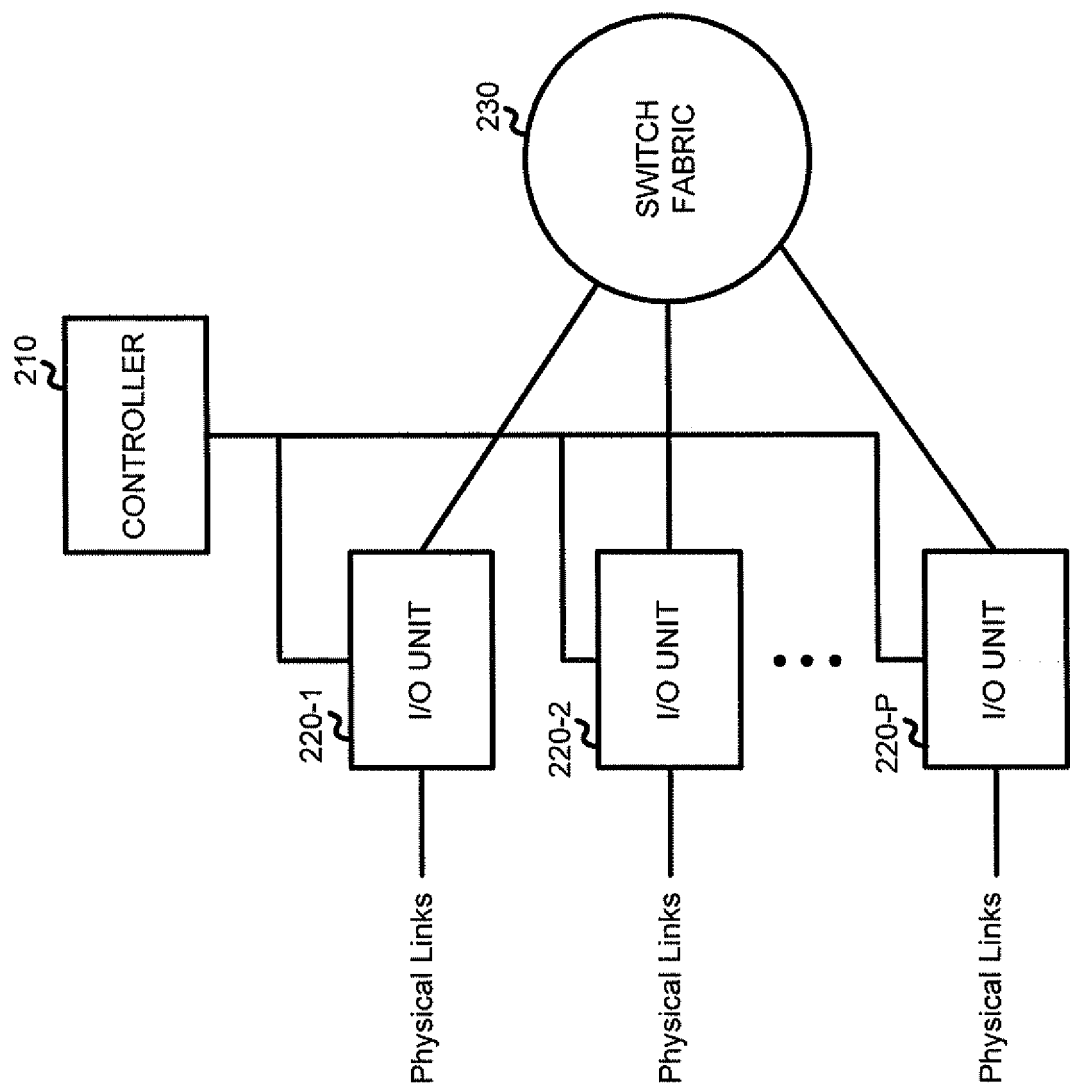 210
CONTROLLER
230
SWITCH
FABRIC
220-1
I/O UNIT
Physical Links
220-2
I/O UNIT
Physical Links
220-P
I/O UNIT
Physical Links